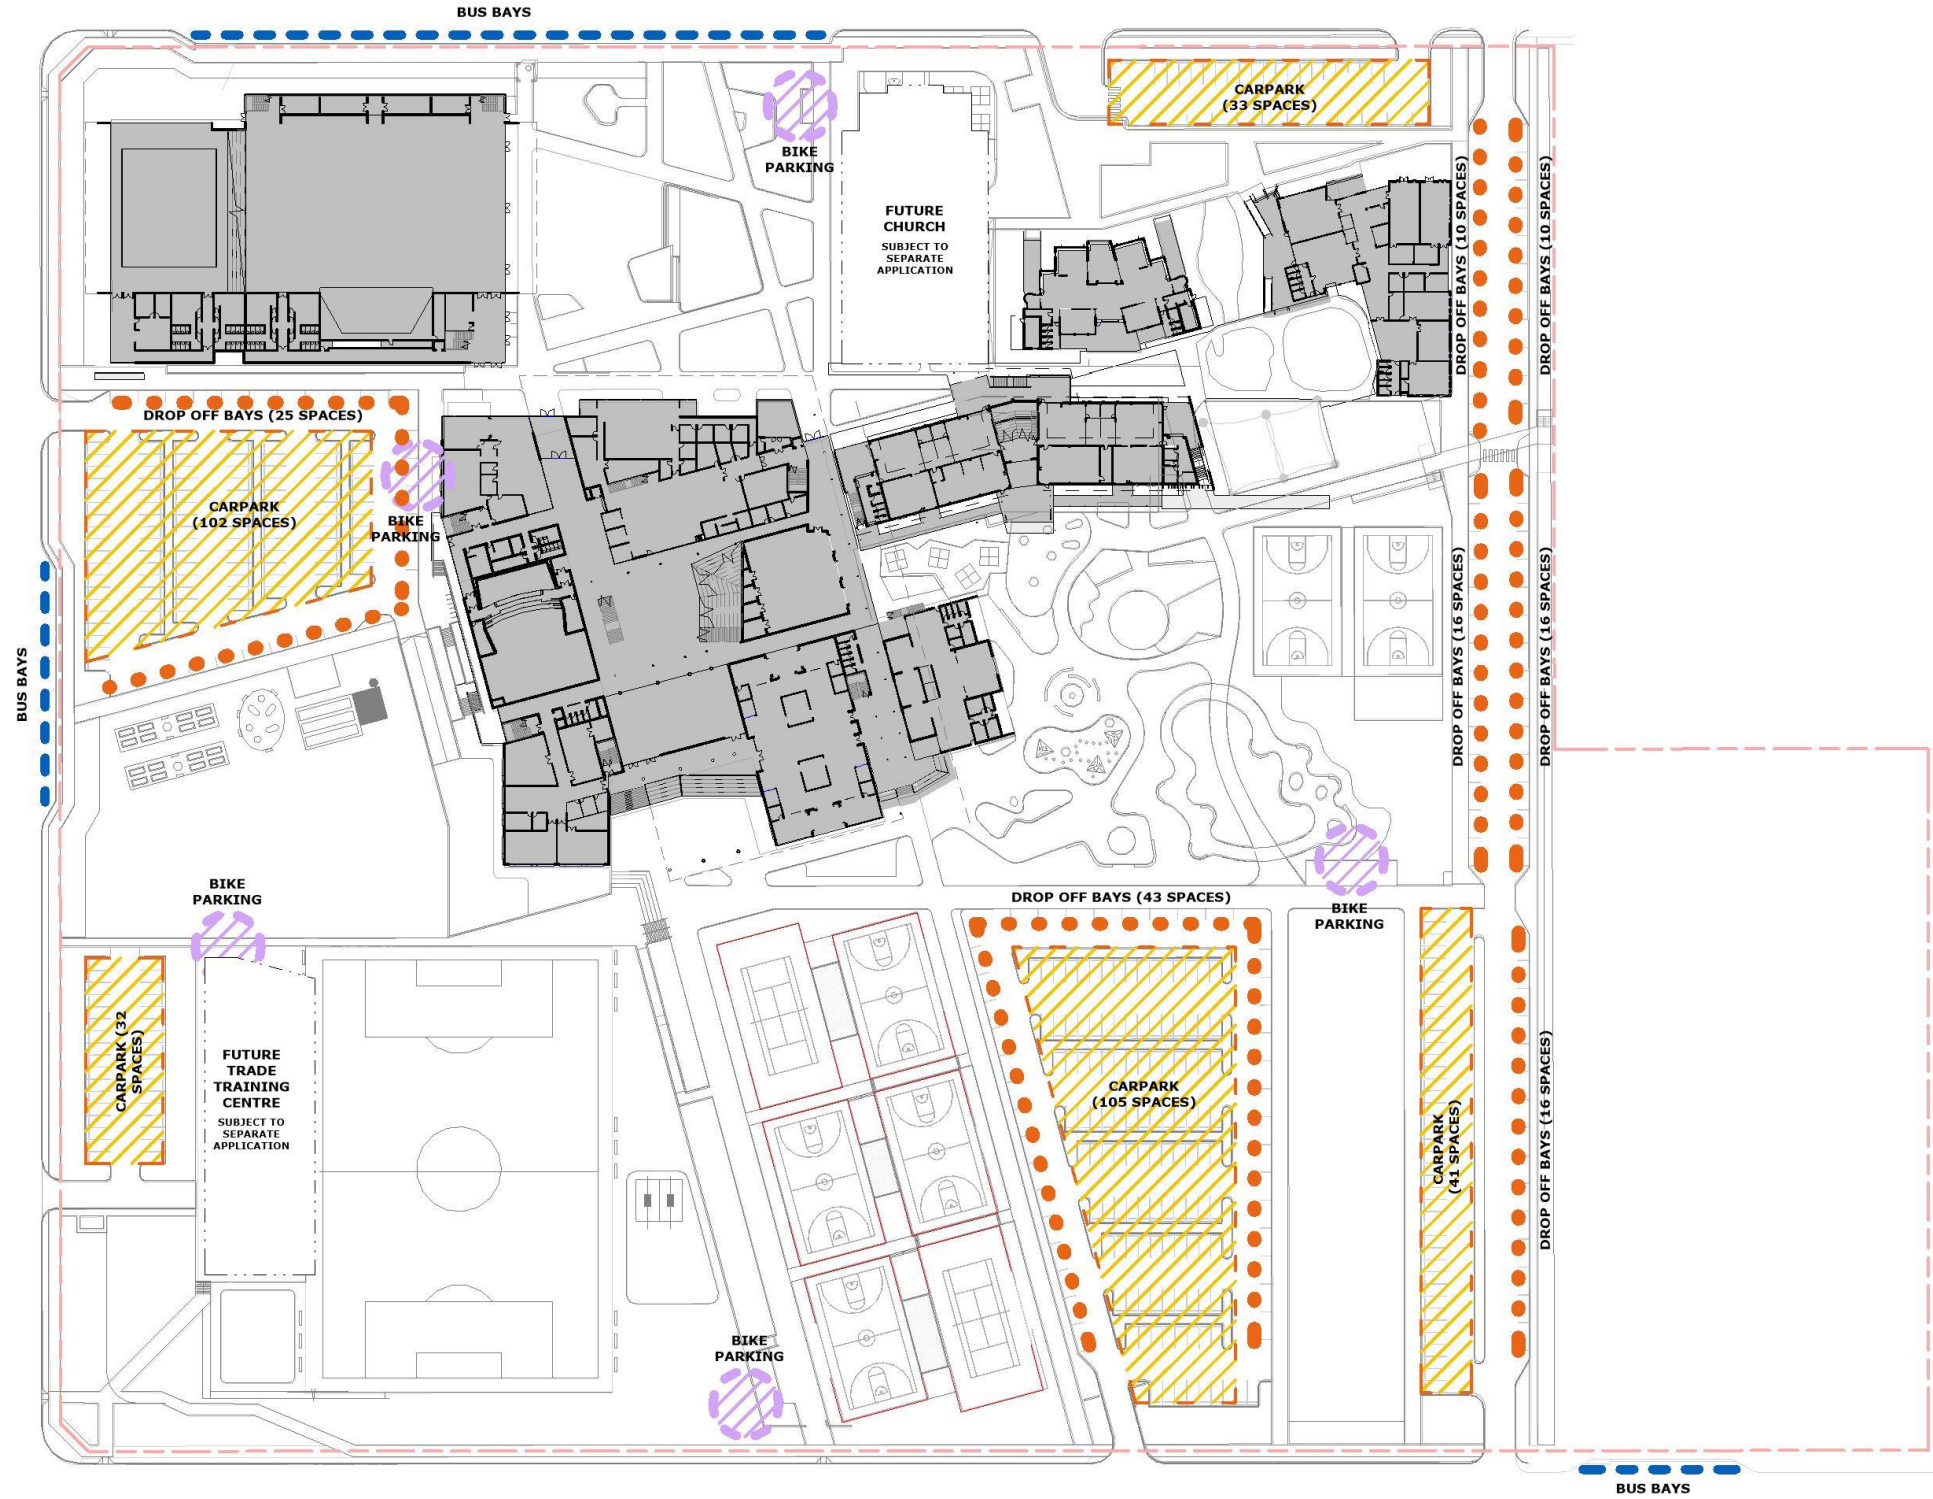 BUS BAYS
CARPARK
(33 SPACES)
BIKE
PARKING
DROP OFF BAYS (10 SPACES)
DROP OFF BAYS (10 SPACES)
FUTURE
CHURCH
SUBJECT TO
SEPARATE
APPLICATION
DROP OFF BAYS (25 SPACES)
CARPARK
(102 SPACES)
BIKE
PARKING
BUS BAYS
DROP OFF BAYS (16 SPACES)
DROP OFF BAYS (16 SPACES)
BIKE
PARKING
DROP OFF BAYS (43 SPACES)
BIKE
PARKING
CARPARK (32
SPACES)
FUTURE
TRADE
TRAINING
CENTRE
SUBJECT TO
SEPARATE
APPLICATION
CARPARK
(105 SPACES)
CARPARK
(41 SPACES)
DROP OFF BAYS (16 SPACES)
BIKE
PARKING
BUS BAYS